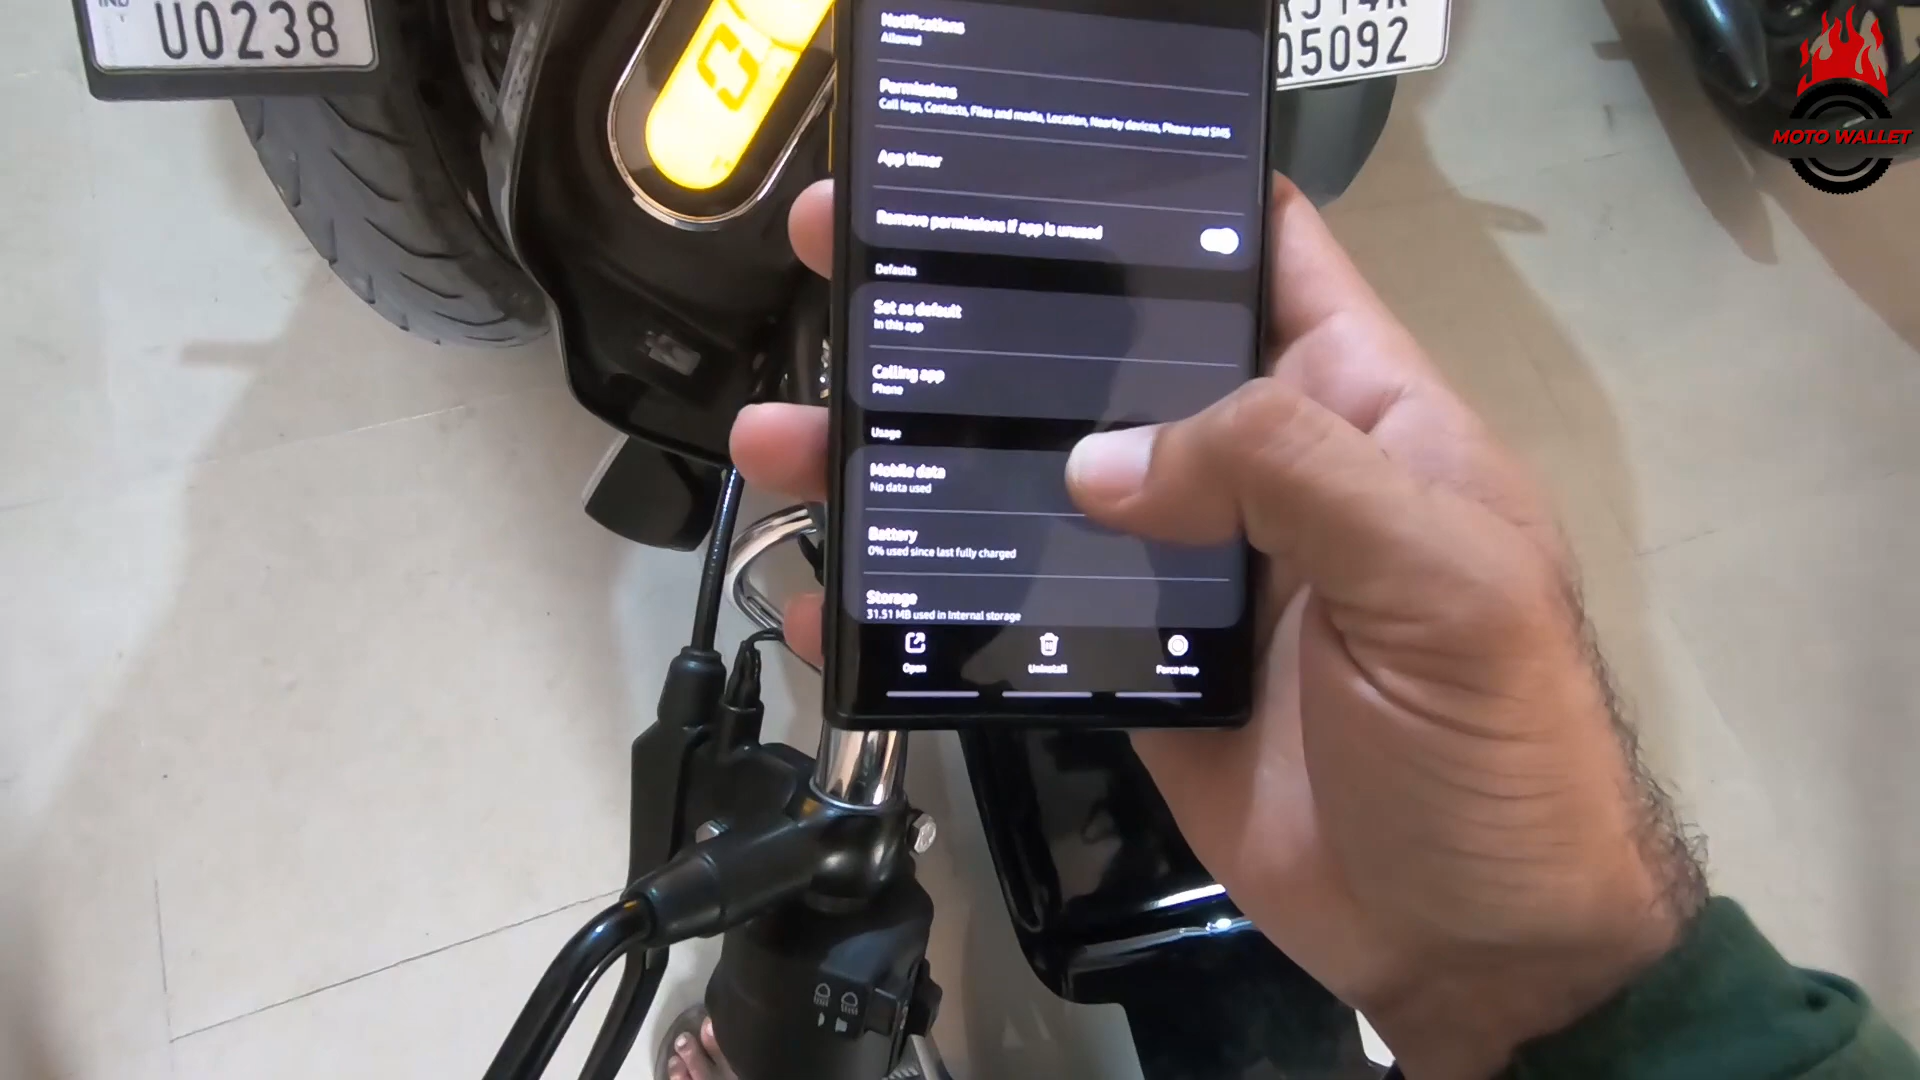 IND
U0238
Q5092
MOTO WALLET
Notifications
Allowed
Permissions
Call logs, Contacts, Files and media, Location, Nearby devices, Phone and SMS
App timer
Remove permissions if app is unused
Defaults
Set as default
In this app
Calling app
Phone
Usage
Mobile data
No data used
Battery
0% used since last fully charged
Storage
31.51 MB used in Internal storage
Open
Uninstall
Force stop